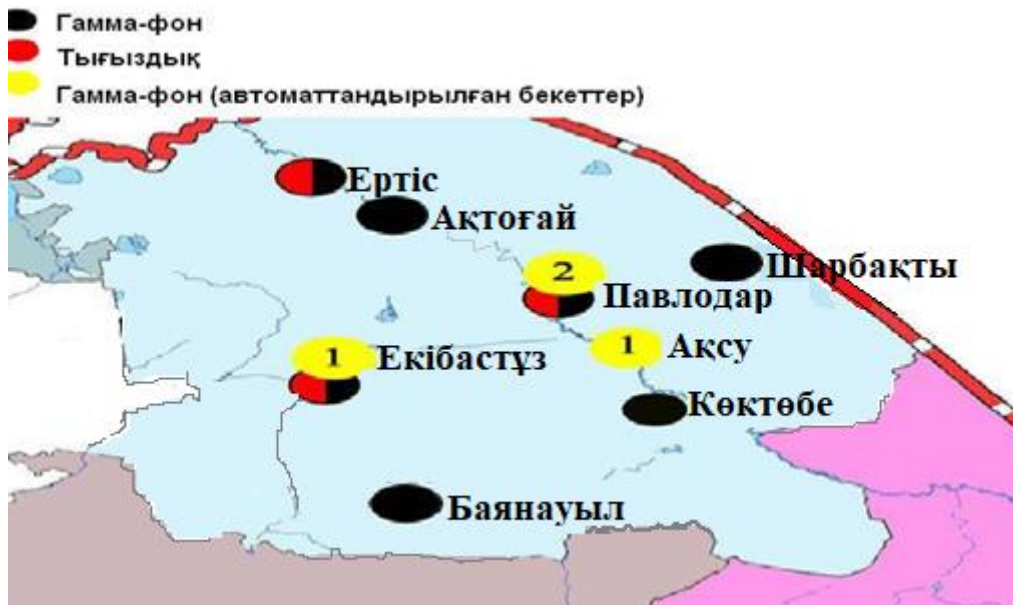 Гамма-фон
Тығыздық
Гамма-фон (автоматтандырылған бекеттер)
Ертіс
Ақтоғай
Шарбақты
2
Павлодар
1
Ақсу
1
Екібастұз
Көктөбе
Баянауыл